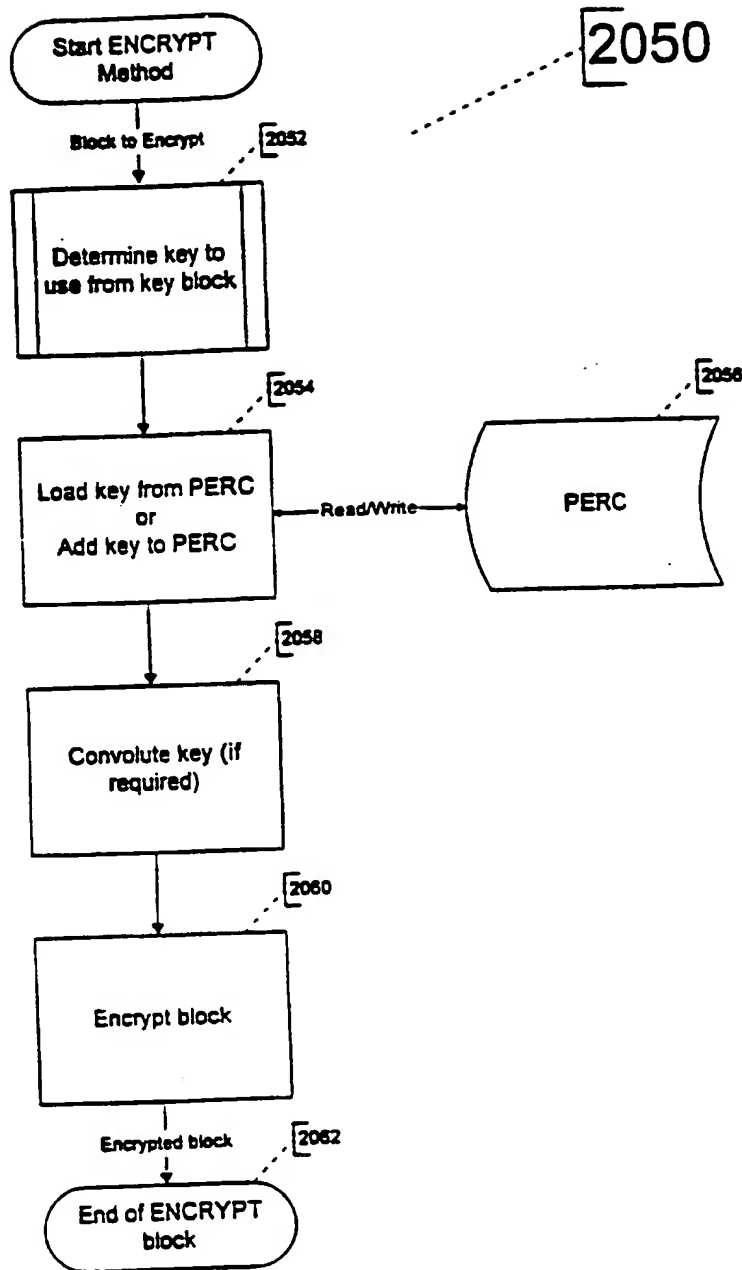 Start ENCRYPT
Method
2050
Block to Encrypt
2052
Determine key to
use from key block
2054
2056
Load key from PERC
or
Add key to PERC
Read/Write
PERC
2058
Convolute key (if
required)
2060
Encrypt block
Encrypted block
2062
End of ENCRYPT
block